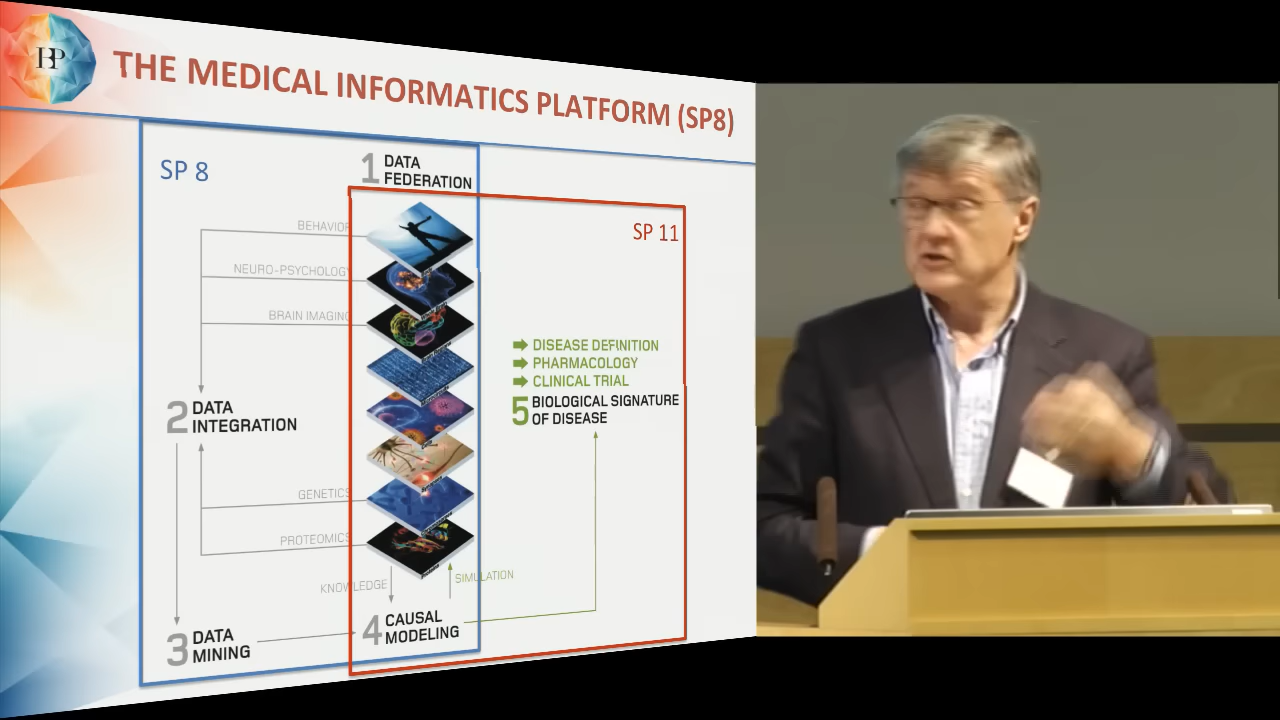 HP
THE MEDICAL INFORMATICS PLATFORM (SP8)
SP 8
1 DATA
FEDERATION
SP 11
BEHAVIOR
NEURO-PSYCHOLOGY
BRAIN IMAGING
DISEASE DEFINITION
PHARMACOLOGY
CLINICAL TRIAL
5 BIOLOGICAL SIGNATURE
OF DISEASE
2 DATA
INTEGRATION
GENETICS
PROTEOMICS
KNOWLEDGE
SIMULATION
4 CAUSAL
MODELING
3 DATA
MINING